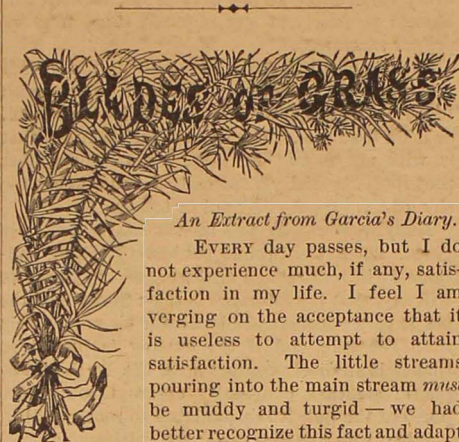 BLADES OF GRASS
An Extract from Garcia's Diary.
EVERY day passes, but I do
not experience much, if any, satis-
faction in my life. I feel I am
verging on the acceptance that it
is useless to attempt to attain
satisfaction. The little streams
pouring into the main stream must
be muddy and turgid — we had
better recognize this fact and adapt